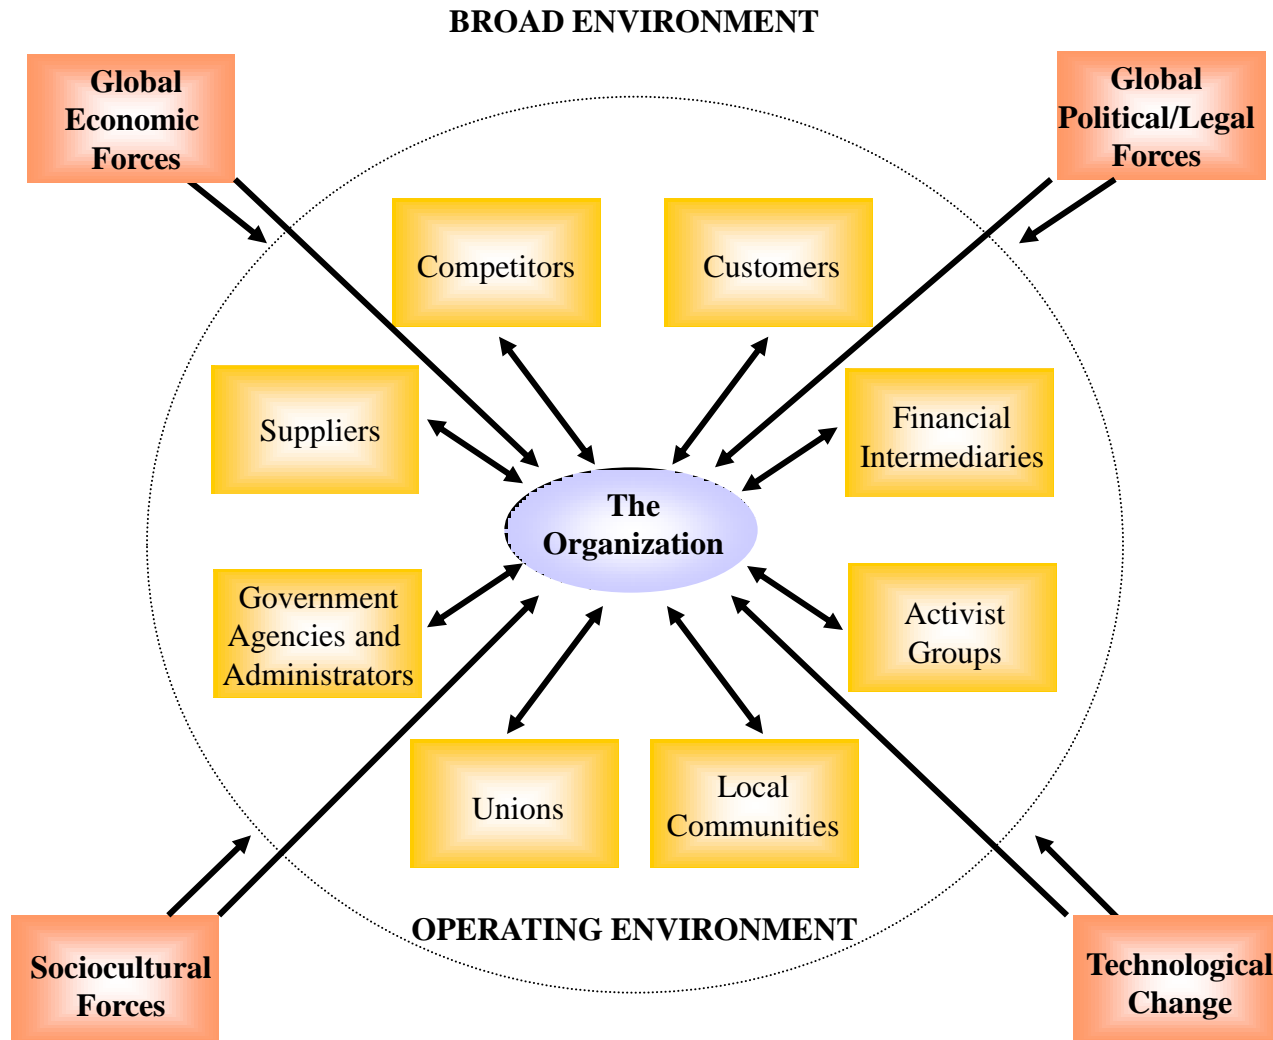 BROAD ENVIRONMENT
Global
Economic
Forces
Global
Political/Legal
Forces
Competitors
Customers
Suppliers
Financial
Intermediaries
The
Organization
Government
Agencies and
Administrators
Activist
Groups
Unions
Local
Communities
OPERATING ENVIRONMENT
Sociocultural
Forces
Technological
Change